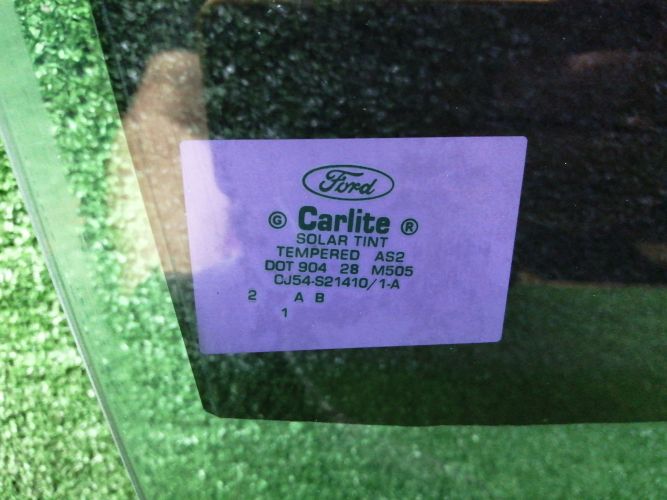 Ford
G Carlite ®
SOLAR TINT
TEMPERED AS2
DOT 904 28 M505
CJ54-S21410/1-A
2 A B
1